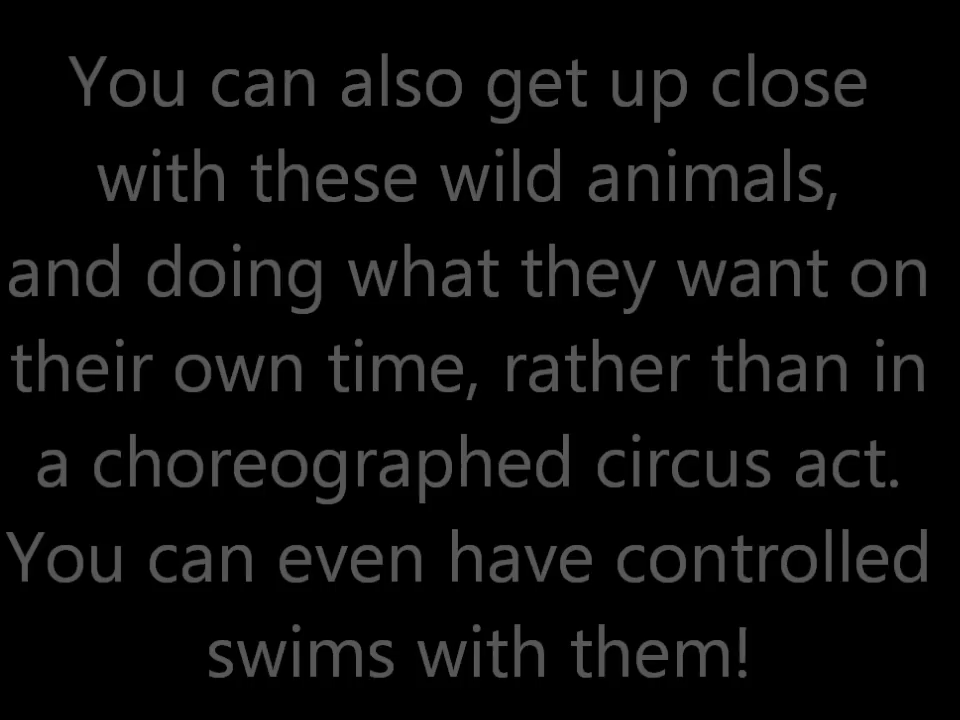 You can also get up close
with these wild animals,
and doing what they want on
their own time, rather than in
a choreographed circus act.
You can even have controlled
swims with them!